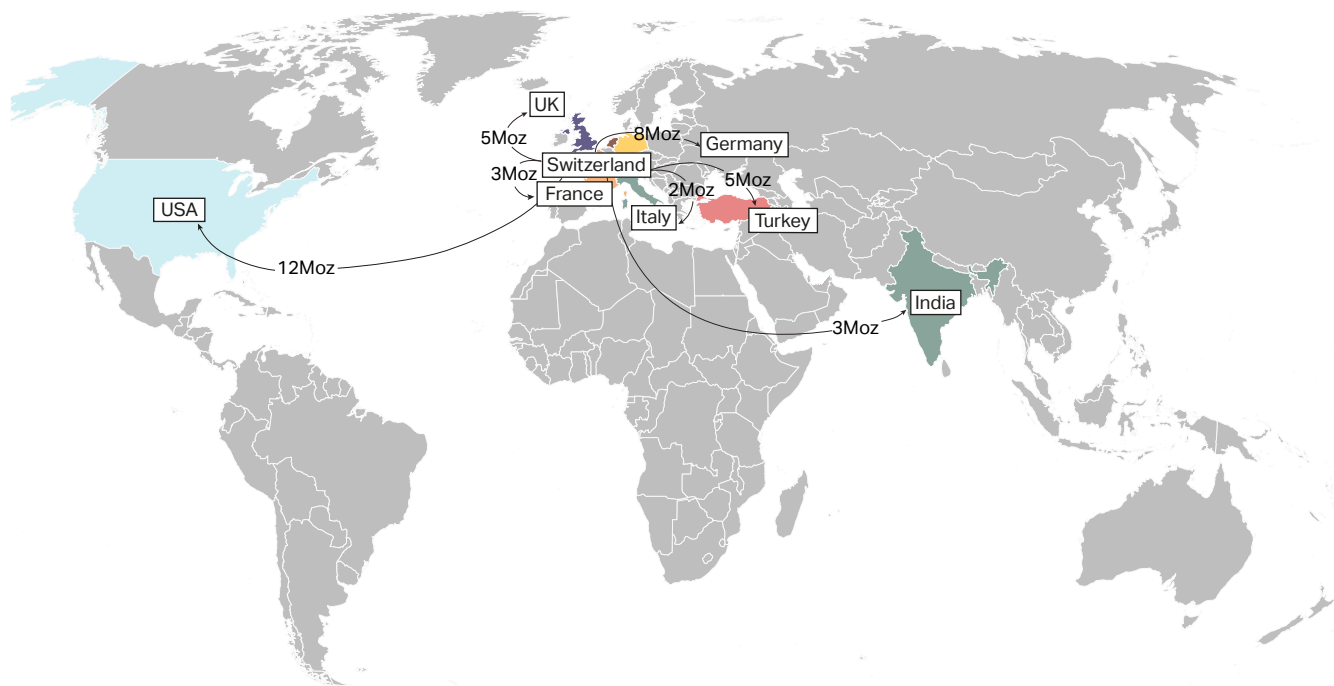 UK
8Moz
5Moz
Germany
Switzerland
3Moz
5Moz
2Moz
France
USA
Italy
Turkey
12Moz
India
3Moz